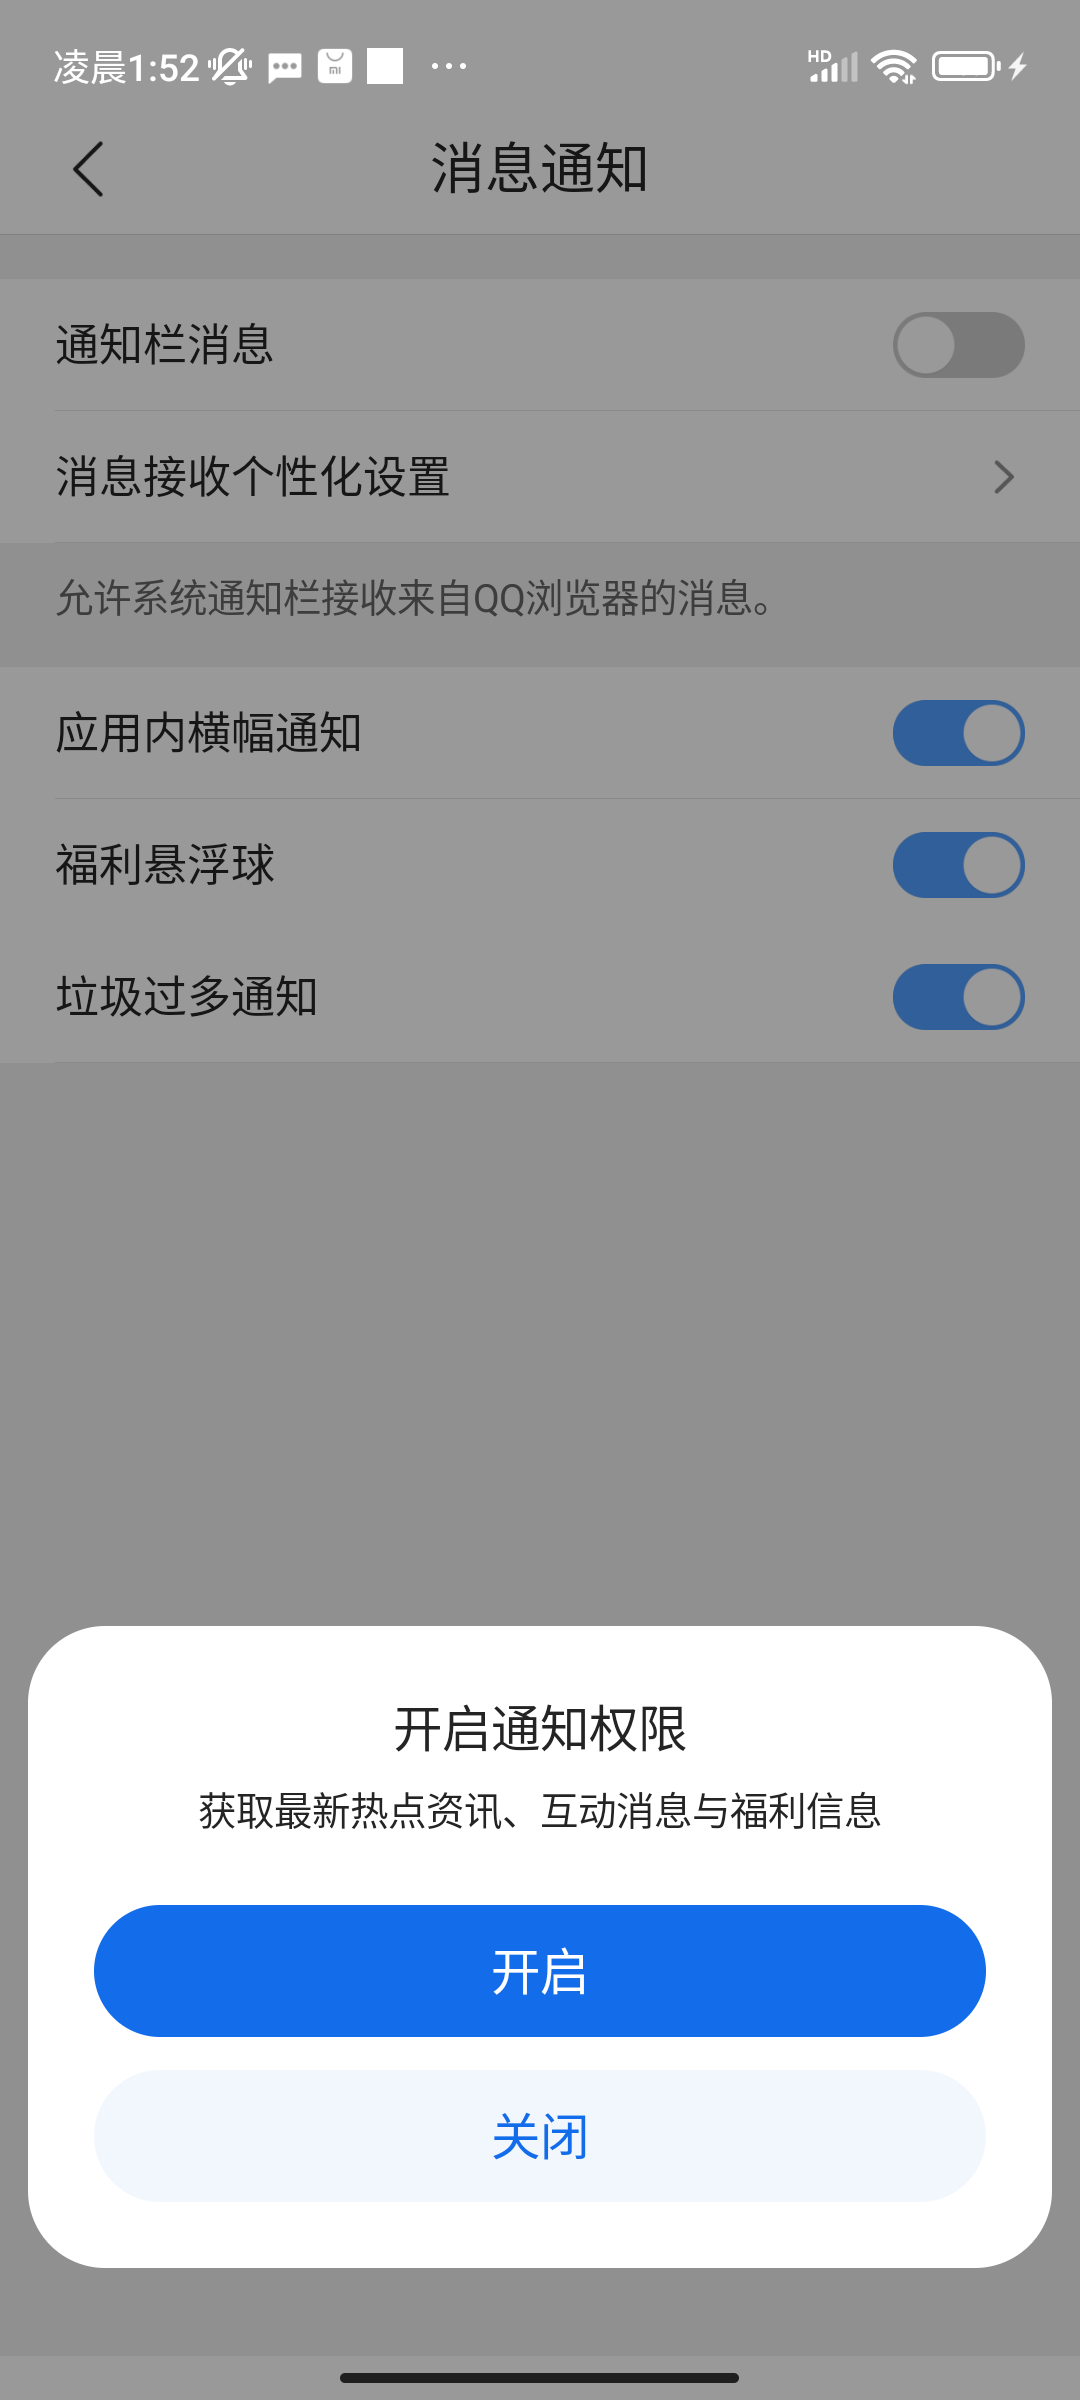 凌晨1:52
HD
消息通知
通知栏消息
消息接收个性化设置
允许系统通知栏接收来自QQ浏览器的消息。
应用内横幅通知
福利悬浮球
垃圾过多通知
开启通知权限
获取最新热点资讯、互动消息与福利信息
开启
关闭